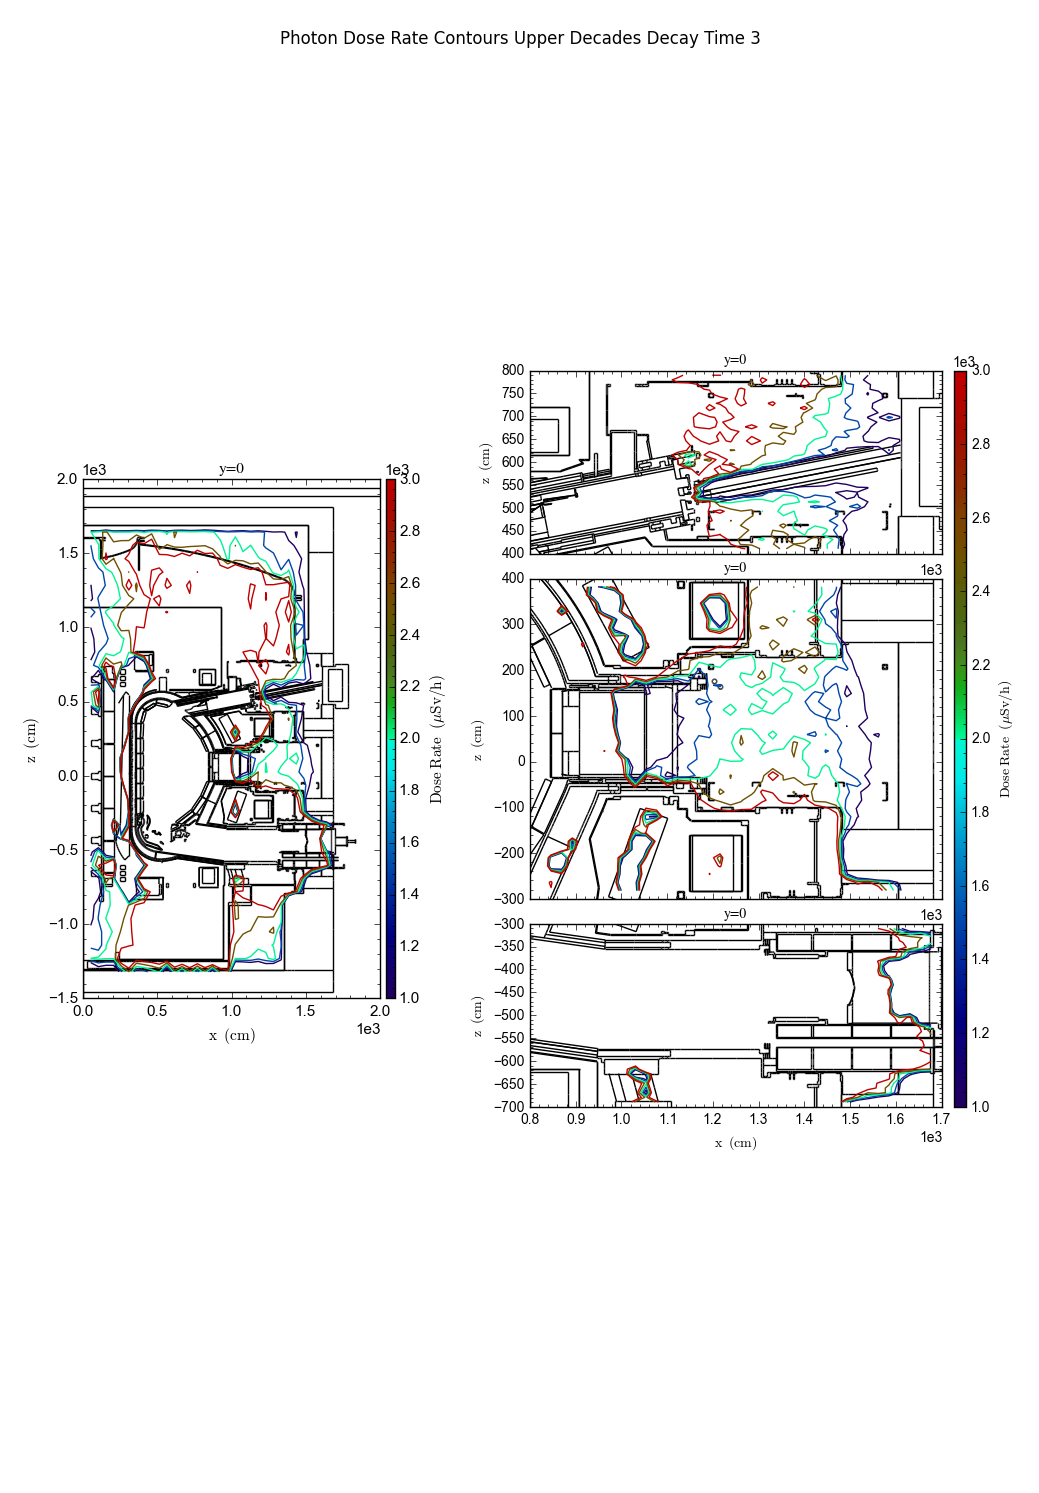 Photon Dose Rate Contours Upper Decades Decay Time 3
1e3
y=0
1e3
2.0
1.5
1.0
0.5
0.0
−0.5
−1.0
−1.5
z (cm)
0.0 0.5 1.0 1.5 2.0
1e3
x (cm)
3.0
2.8
2.6
2.4
2.2
2.0
1.8
1.6
1.4
1.2
1.0
Dose Rate (μSv/h)
y=0
1e3
800
750
700
650
600
550
500
450
400
z (cm)
y=0
1e3
400
300
200
100
0
−100
−200
−300
z (cm)
y=0
1e3
−300
−350
−400
−450
−500
−550
−600
−650
−700
z (cm)
0.8 0.9 1.0 1.1 1.2 1.3 1.4 1.5 1.6 1.7
1e3
x (cm)
3.0
2.8
2.6
2.4
2.2
2.0
1.8
1.6
1.4
1.2
1.0
Dose Rate (μSv/h)